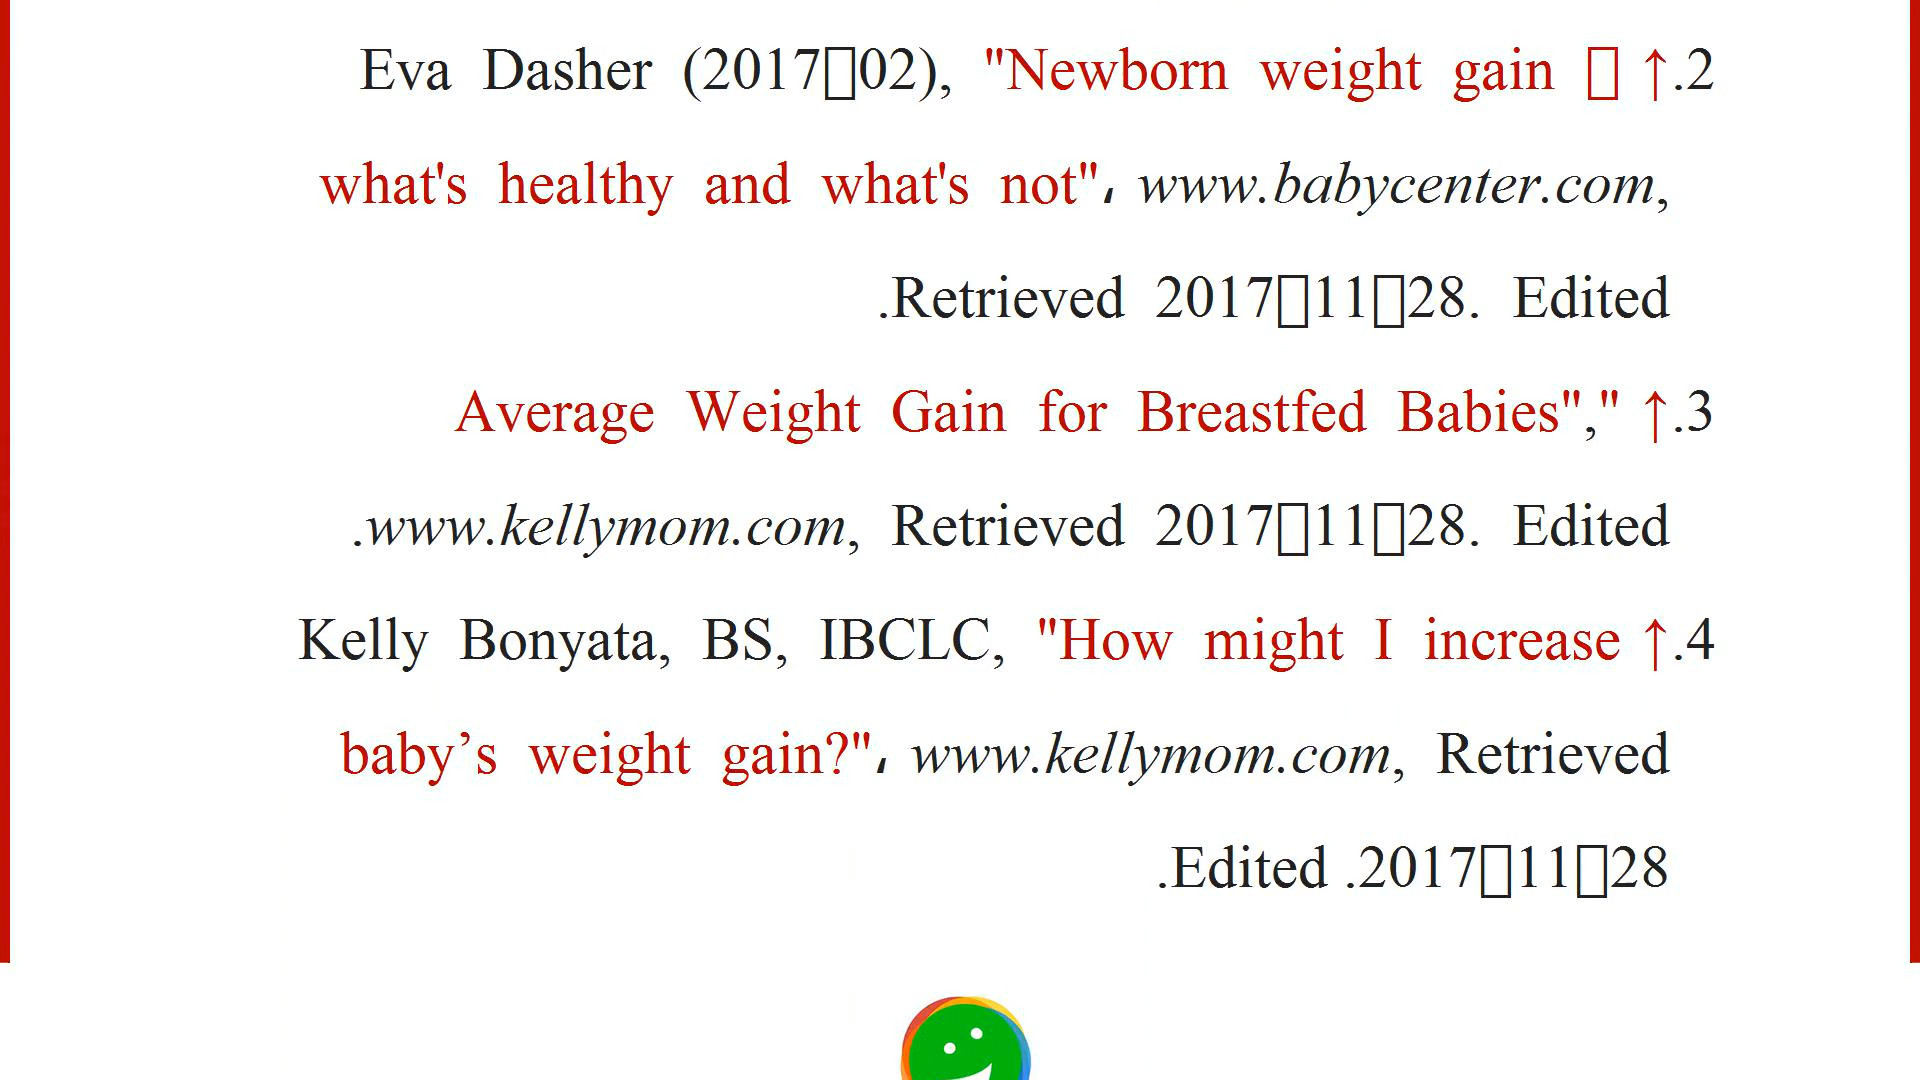 2.↑ Eva Dasher (2017▯02), "Newborn weight gain ▯
what's healthy and what's not"، www.babycenter.com,
Retrieved 2017▯11▯28. Edited.
3.↑ "Average Weight Gain for Breastfed Babies",
www.kellymom.com, Retrieved 2017▯11▯28. Edited.
4.↑ Kelly Bonyata, BS, IBCLC, "How might I increase
baby’s weight gain?"، www.kellymom.com, Retrieved
2017▯11▯28. Edited.